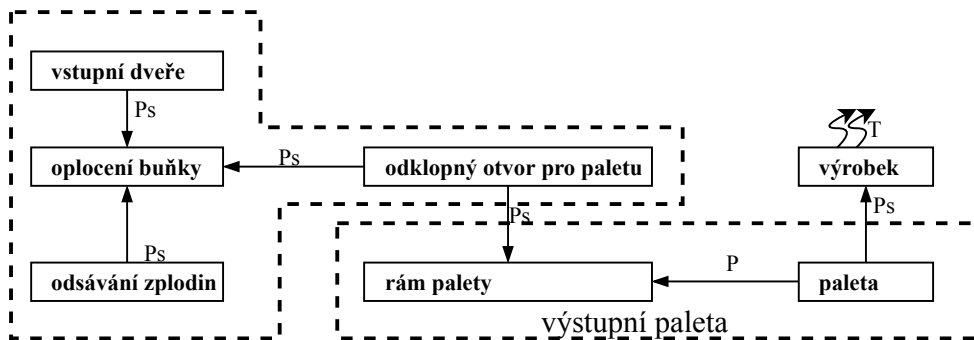 vstupní dveře
Ps
T
oplocení buňky
Ps
odklopný otvor pro paletu
výrobek
Ps
Ps
Ps
P
odsávání zplodin
rám palety
paleta
výstupní paleta